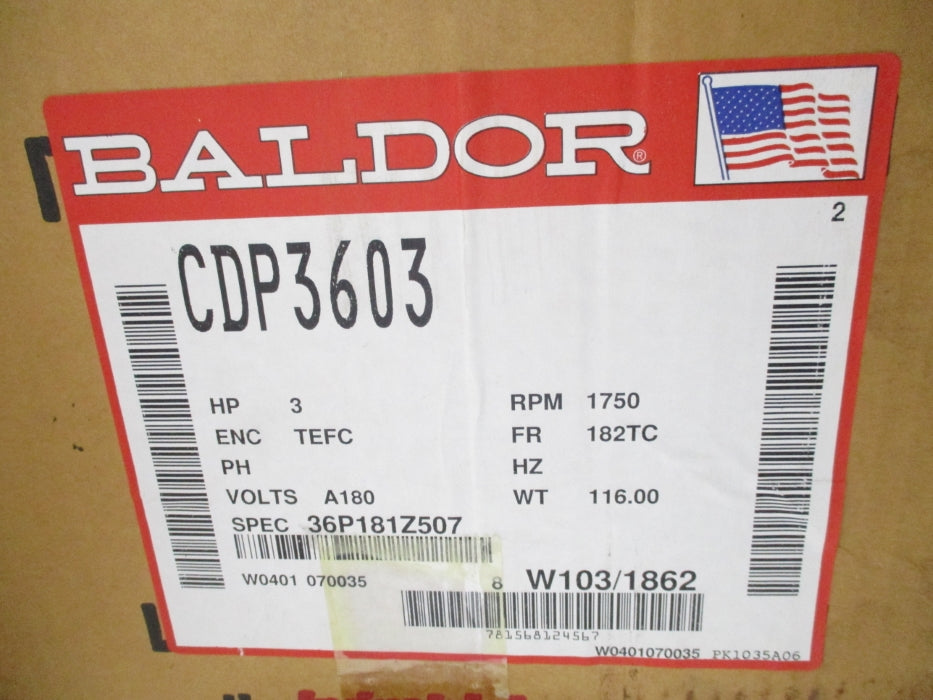 BALDOR®
2
CDP3603
HP 3 RPM 1750
ENC TEFC FR 182TC
PH HZ
VOLTS A180 WT 116.00
SPEC 36P181Z507
W0401 070035 8 W103/1862
781568124567
W0401070035 PK1035A06